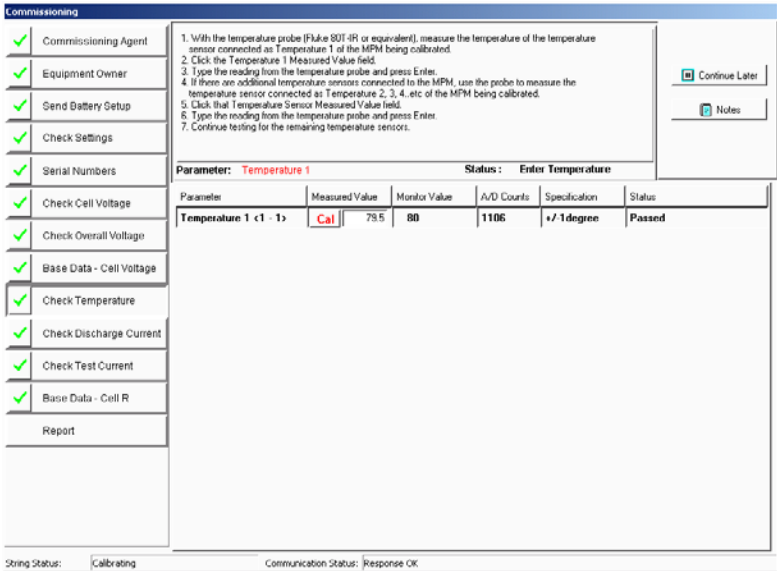 Commissioning
Commissioning Agent
Equipment Owner
Send Battery Setup
Check Settings
Serial Numbers
Check Cell Voltage
Check Overall Voltage
Base Data - Cell Voltage
Check Temperature
Check Discharge Current
Check Test Current
Base Data - Cell R
Report
1. With the temperature probe (Fluke 80T-IR or equivalent), measure the temperature of the temperature
sensor connected as Temperature 1 of the MPM being calibrated.
2. Click the Temperature 1 Measured Value field.
3. Type the reading from the temperature probe and press Enter.
4. If there are additional temperature sensors connected to the MPM, use the probe to measure the
temperature sensor connected as Temperature 2, 3, 4..etc of the MPM being calibrated.
5. Click that Temperature Sensor Measured Value field.
6. Type the reading from the temperature probe and press Enter.
7. Continue testing for the remaining temperature sensors.
Parameter: Temperature 1 Status : Enter Temperature
Continue Later
Notes
Parameter Measured Value Monitor Value A/D Counts Specification Status
Temperature 1 <1 - 1> Cal 79.5 80 1106 +/-1degree Passed
String Status: Calibrating Communication Status: Response OK